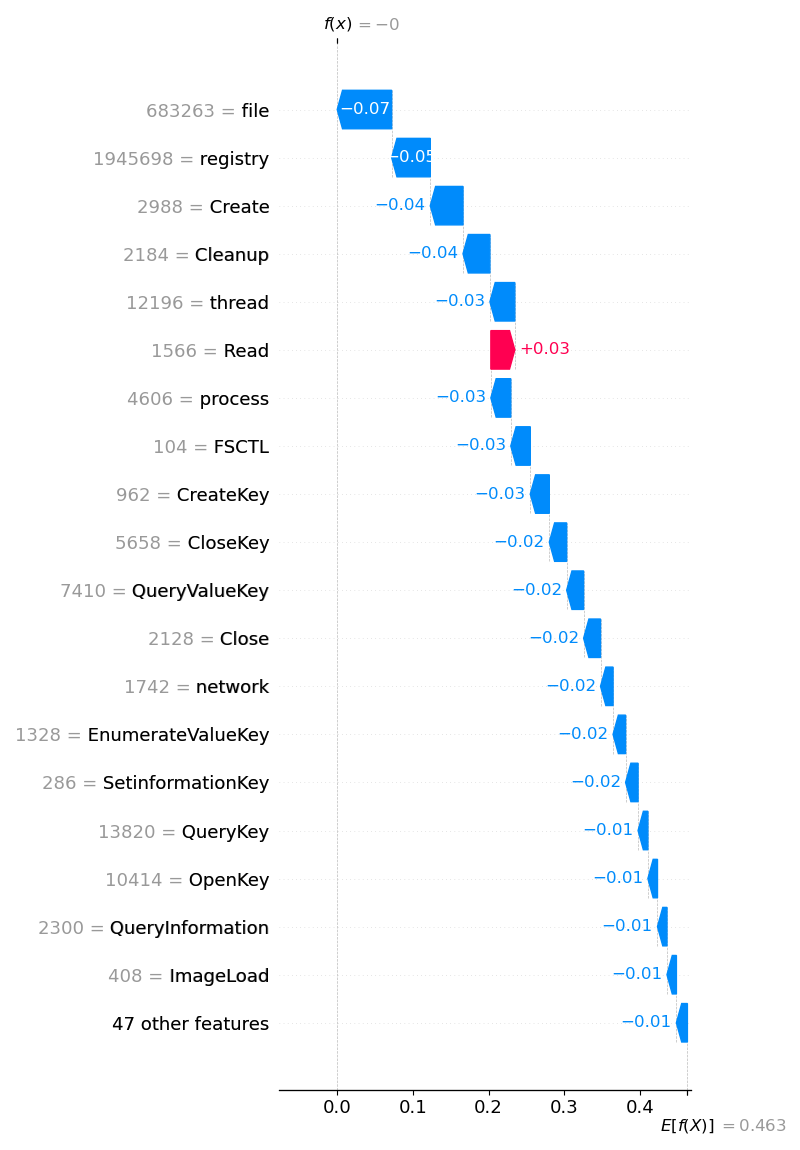 f(x) = −0
683263 = file
−0.07
1945698 = registry
−0.05
2988 = Create
−0.04
2184 = Cleanup
−0.04
12196 = thread
−0.03
1566 = Read
+0.03
4606 = process
−0.03
104 = FSCTL
−0.03
962 = CreateKey
−0.03
5658 = CloseKey
−0.02
7410 = QueryValueKey
−0.02
2128 = Close
−0.02
1742 = network
−0.02
1328 = EnumerateValueKey
−0.02
286 = SetinformationKey
−0.02
13820 = QueryKey
−0.01
10414 = OpenKey
−0.01
2300 = QueryInformation
−0.01
408 = ImageLoad
−0.01
47 other features
−0.01
0.0 0.1 0.2 0.3 0.4
E[f(X)] = 0.463